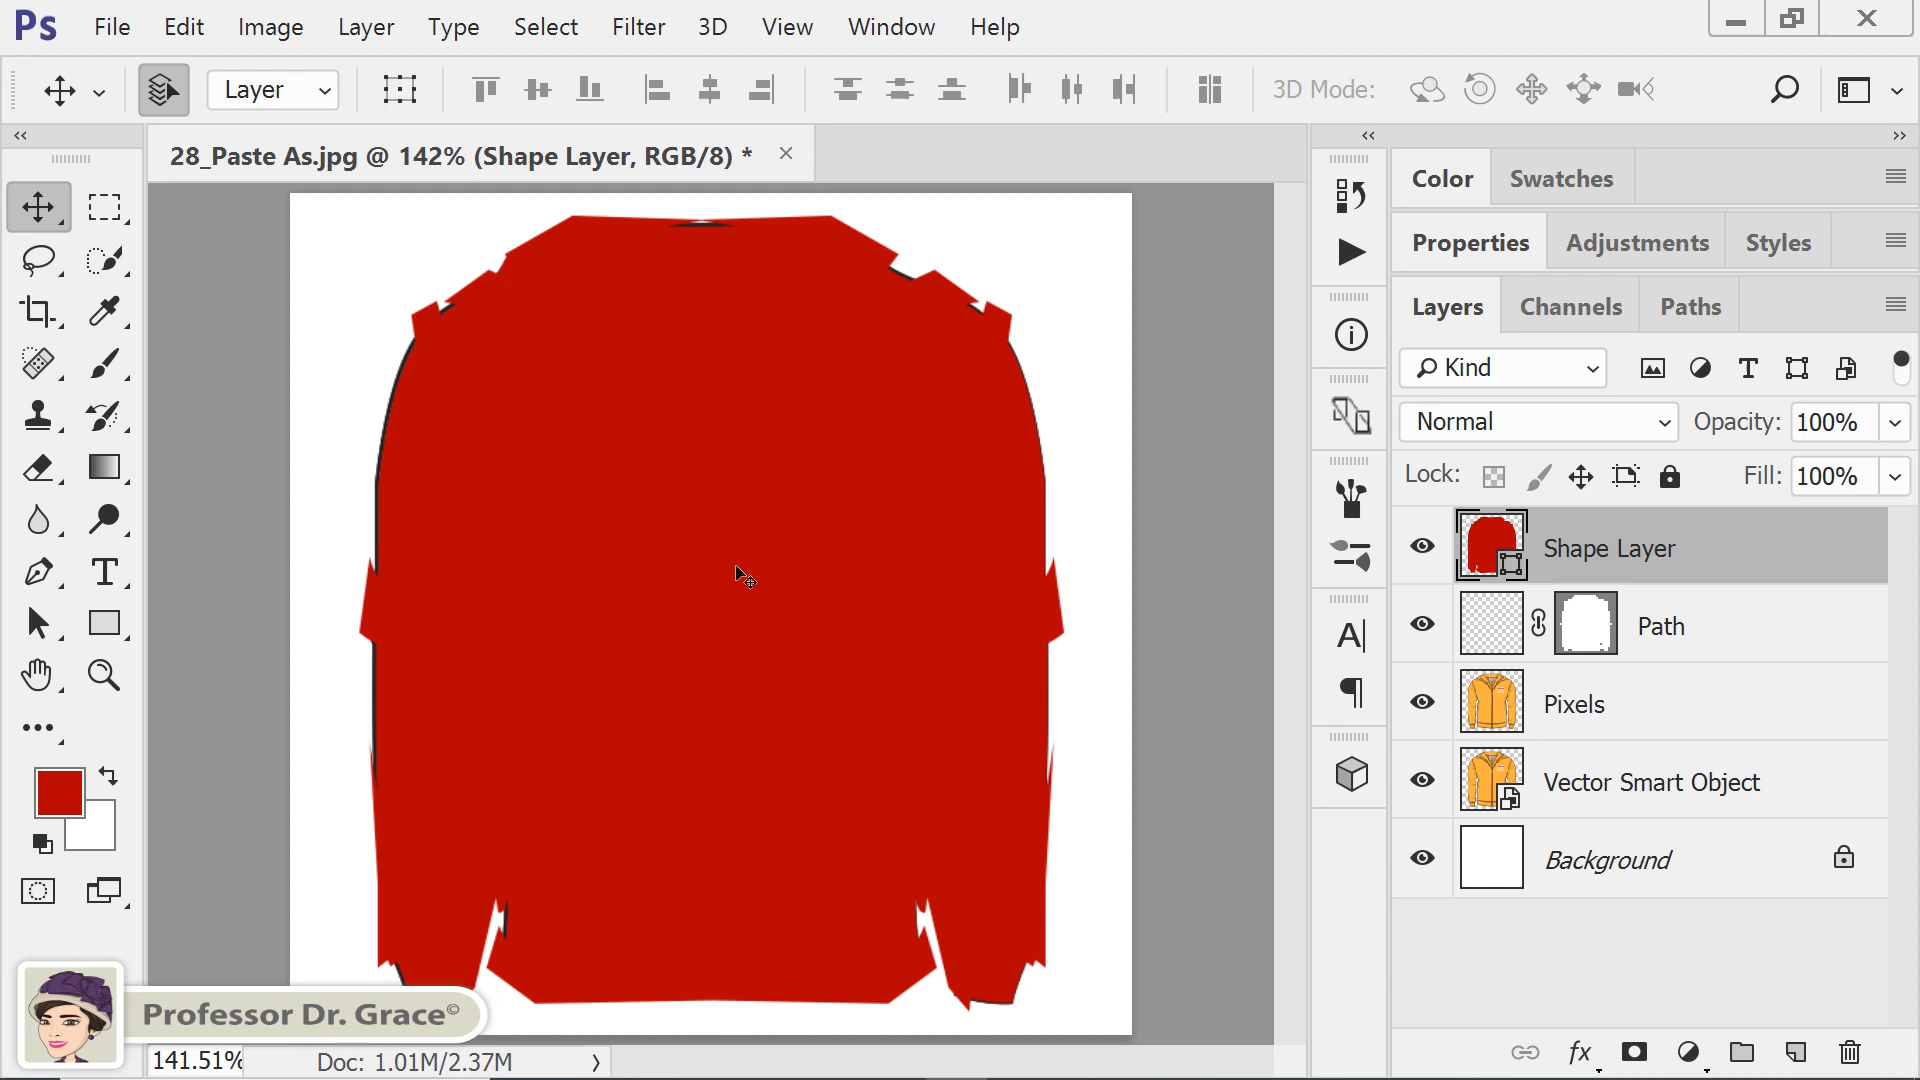 Ps File Edit Image Layer Type Select Filter 3D View Window Help
Layer 3D Mode:
28_Paste As.jpg @ 142% (Shape Layer, RGB/8) *
Color Swatches
Properties Adjustments Styles
Layers Channels Paths
Kind
Normal Opacity: 100%
Lock: Fill: 100%
Shape Layer
Path
Pixels
Vector Smart Object
Background
fx
Professor Dr. Grace©
141.51% Doc: 1.01M/2.37M